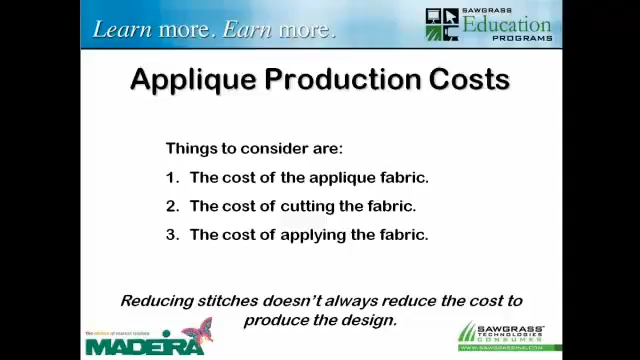 Learn more. Earn more.
SAWGRASS
Education
PROGRAMS
Applique Production Costs
Things to consider are:
1. The cost of the applique fabric.
2. The cost of cutting the fabric.
3. The cost of applying the fabric.
Reducing stitches doesn't always reduce the cost to
produce the design.
MADEIRA
SAWGRASS
TECHNOLOGIES
CONSUMER